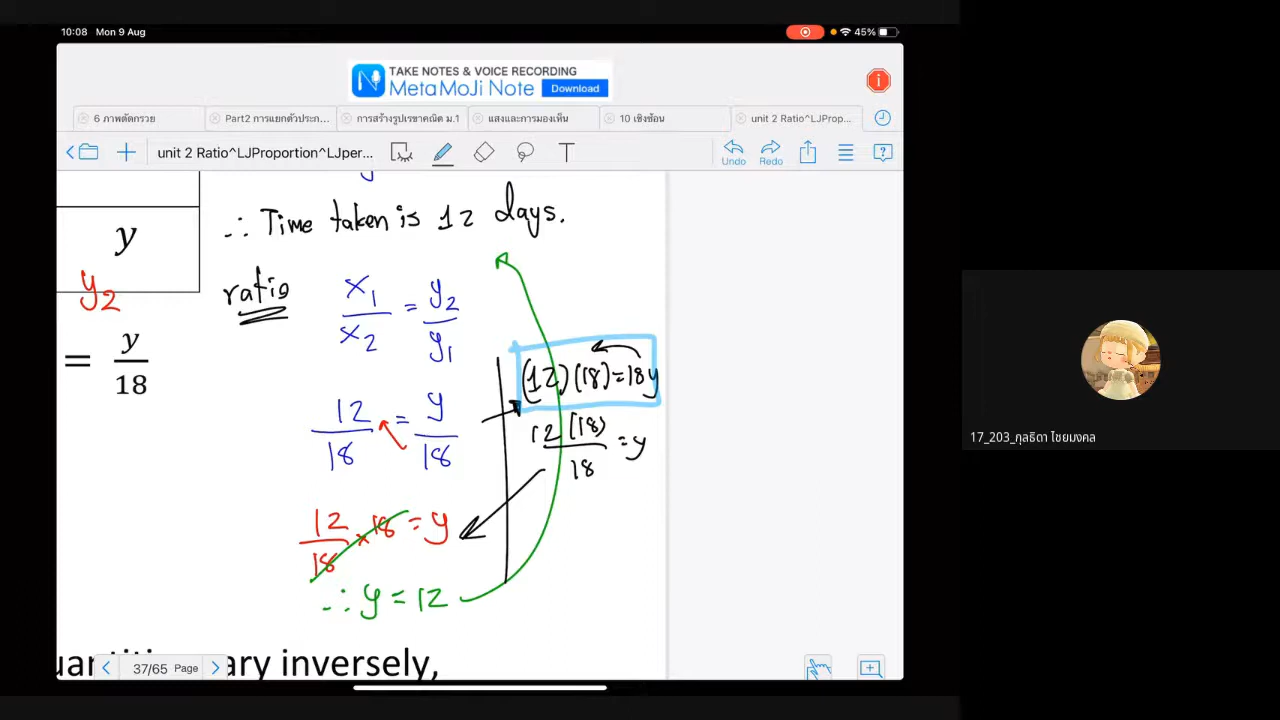 10:08 Mon 9 Aug
45%
TAKE NOTES & VOICE RECORDING
MetaMoJi Note
Download
6 ภาพตัดกรวย
Part2 การแยกตัวประก...
การสร้างรูปเรขาคณิต ม.1
แสงและการมองเห็น
10 เชิงซ้อน
unit 2 Ratio^LJProp...
unit 2 Ratio^LJProportion^LJper...
T
Undo
Redo
∴ Time taken is 12 days.
y
y2
= y/18
ratio
x1/x2 = y2/y1
(12)(18)=18y
12/18 = y/18
12(18)/18 = y
12/18 × 18 = y
∴ y = 12
ary inversely,
37/65 Page
17_203_กุลธิดา ไชยมงคล